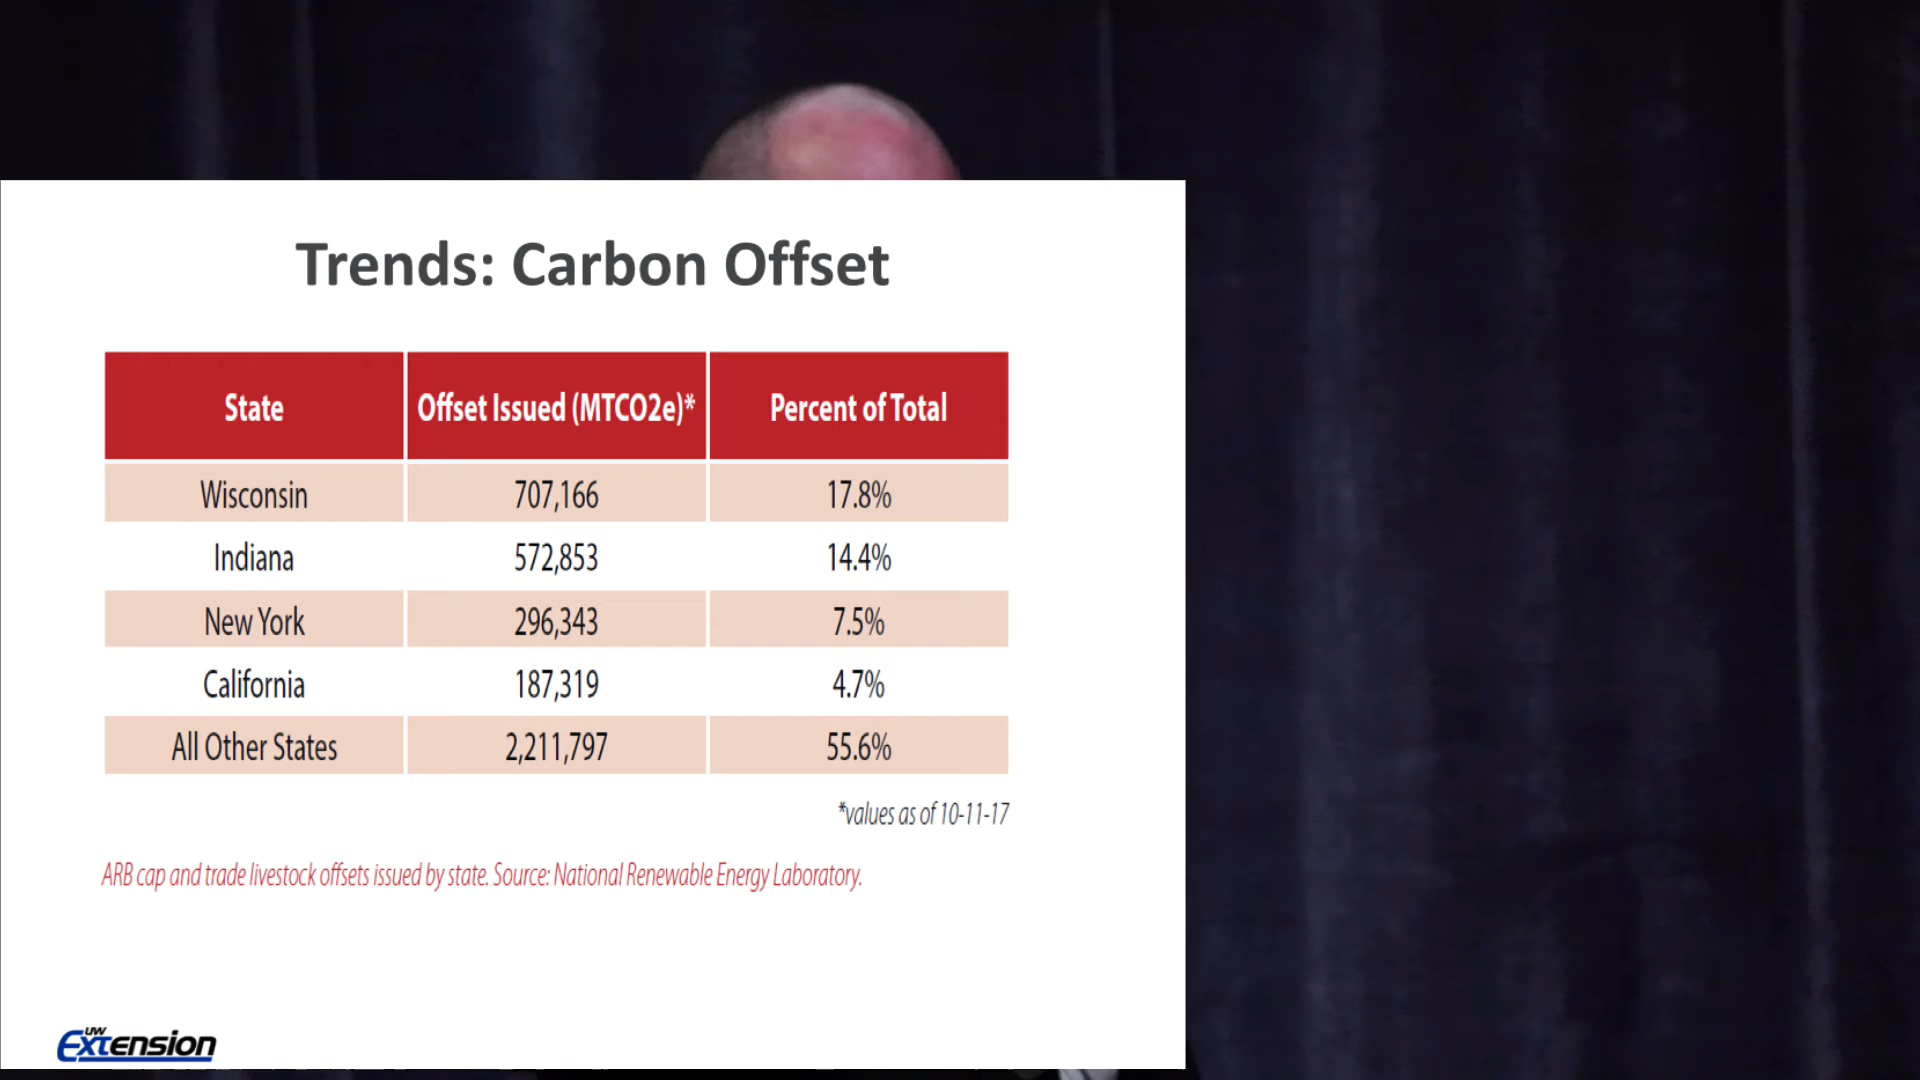 Trends: Carbon Offset
State Offset Issued (MTCO2e)* Percent of Total
Wisconsin 707,166 17.8%
Indiana 572,853 14.4%
New York 296,343 7.5%
California 187,319 4.7%
All Other States 2,211,797 55.6%
*values as of 10-11-17
ARB cap and trade livestock offsets issued by state. Source: National Renewable Energy Laboratory.
UW
Extension